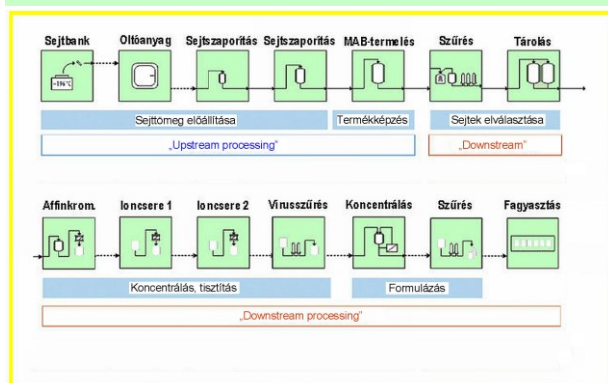 Sejtbank Oltóanyag Sejtszaporítás Sejtszaporítás MAB-termelés Szűrés Tárolás
-196°C
Sejttömeg előállítása Termékképzés Sejtek elválasztása
„Upstream processing” „Downstream”
Affinkrom. Ioncsere 1 Ioncsere 2 Virusszűrés Koncentrálás Szűrés Fagyasztás
Koncentrálás, tisztítás Formulázás
„Downstream processing”